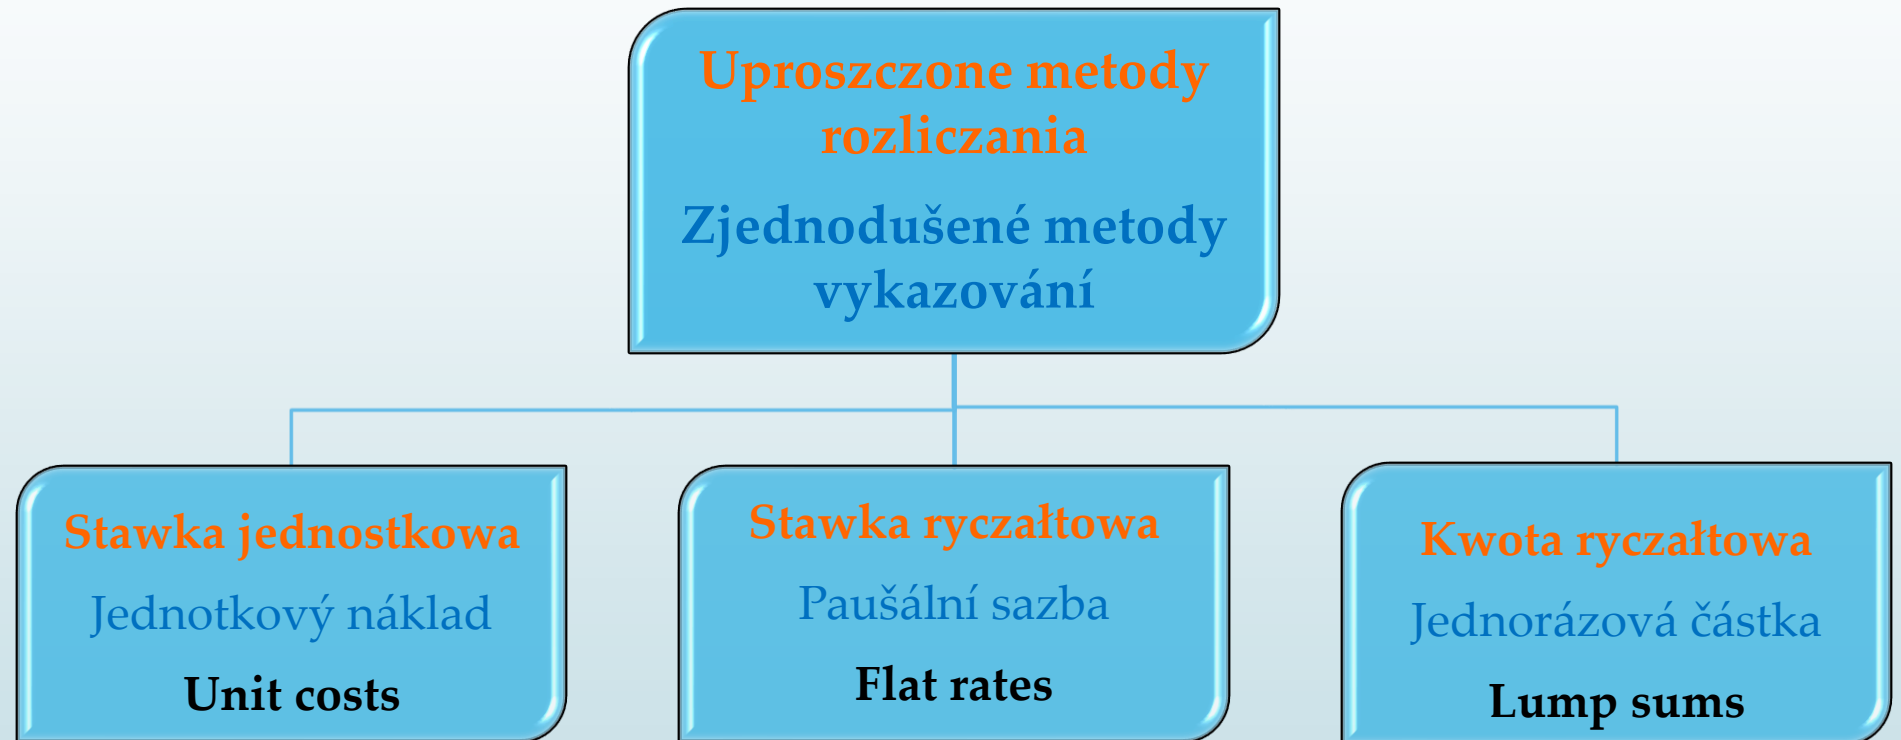 Uproszczone metody
rozliczania
Zjednodušené metody
vykazování
Stawka jednostkowa
Jednotkový náklad
Unit costs
Stawka ryczałtowa
Paušální sazba
Flat rates
Kwota ryczałtowa
Jednorázová částka
Lump sums